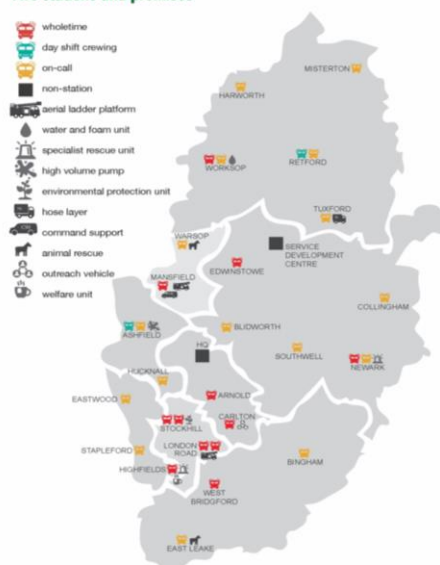 wholetime
day shift crewing
on-call
non-station
aerial ladder platform
water and foam unit
specialist rescue unit
high volume pump
environmental protection unit
hose layer
command support
animal rescue
outreach vehicle
welfare unit
MISTERTON
HARWORTH
WORKSOP
RETFORD
TUXFORD
WARSOP
SERVICE
DEVELOPMENT
CENTRE
MANSFIELD
EDWINSTOWE
COLLINGHAM
ASHFIELD
BLIDWORTH
HQ
SOUTHWELL
NEWARK
HUCKNALL
EASTWOOD
ARNOLD
STOCKHILL
CARLTON
STAPLEFORD
LONDON
ROAD
BINGHAM
HIGHFIELDS
WEST
BRIDGFORD
EAST LEAKE